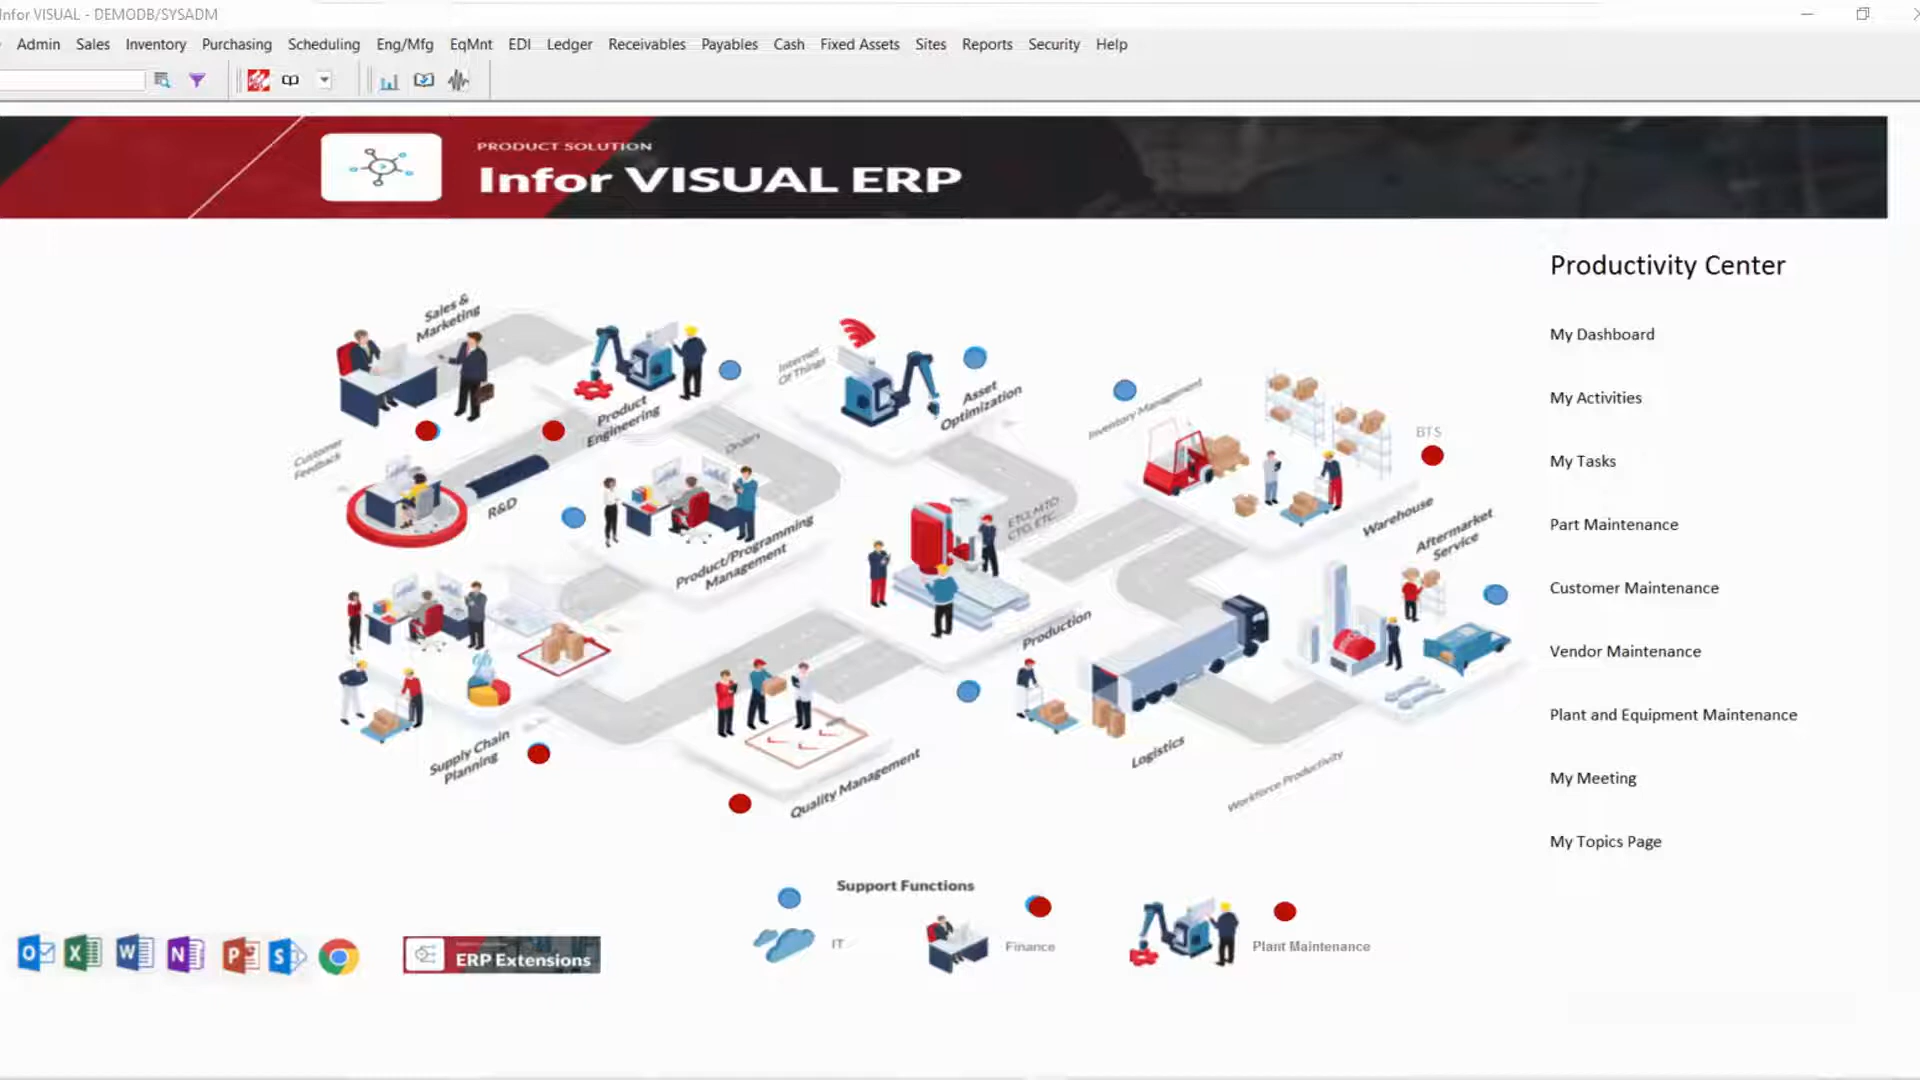 Infor VISUAL - DEMODB/SYSADM
Admin Sales Inventory Purchasing Scheduling Eng/Mfg EqMnt EDI Ledger Receivables Payables Cash Fixed Assets Sites Reports Security Help
PRODUCT SOLUTION
Infor VISUAL ERP
Productivity Center
My Dashboard
My Activities
My Tasks
Part Maintenance
Customer Maintenance
Vendor Maintenance
Plant and Equipment Maintenance
My Meeting
My Topics Page
Sales &
Marketing
Product
Engineering
Internet
Of Things
Asset
Optimization
Inventory Management
BTS
Customer
Feedback
Orders
R&D
Product/Programming
Management
ETO, MTO
CTO, ETC.
Warehouse
Aftermarket
Service
Production
Supply Chain
Planning
Quality Management
Logistics
Workforce Productivity
Support Functions
IT
Finance
Plant Maintenance
ERP Extensions